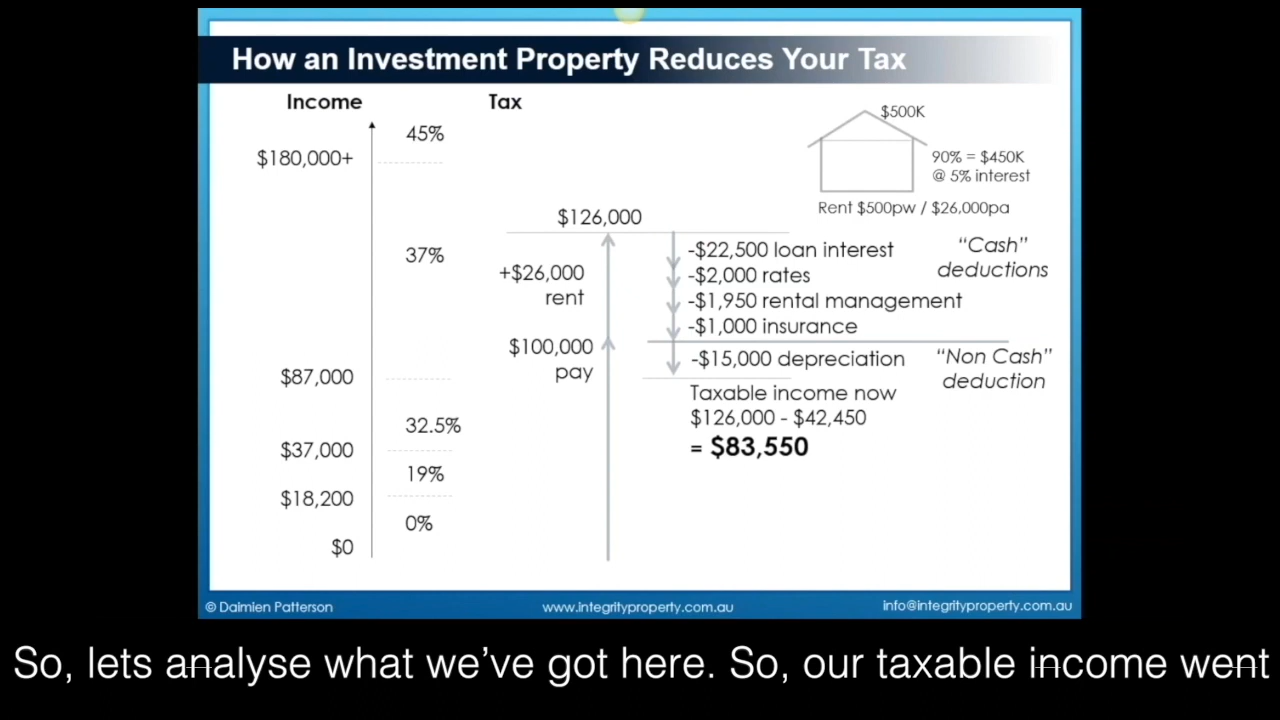 How an Investment Property Reduces Your Tax
Income
Tax
45%
$180,000+
37%
$87,000
32.5%
$37,000
19%
$18,200
0%
$0
$126,000
+$26,000
rent
$100,000
pay
$500K
90% = $450K
@ 5% interest
Rent $500pw / $26,000pa
-$22,500 loan interest
-$2,000 rates
-$1,950 rental management
-$1,000 insurance
“Cash”
deductions
-$15,000 depreciation
“Non Cash”
deduction
Taxable income now
$126,000 - $42,450
= $83,550
© Daimien Patterson
www.integrityproperty.com.au
info@integrityproperty.com.au
So, lets analyse what we’ve got here. So, our taxable income went